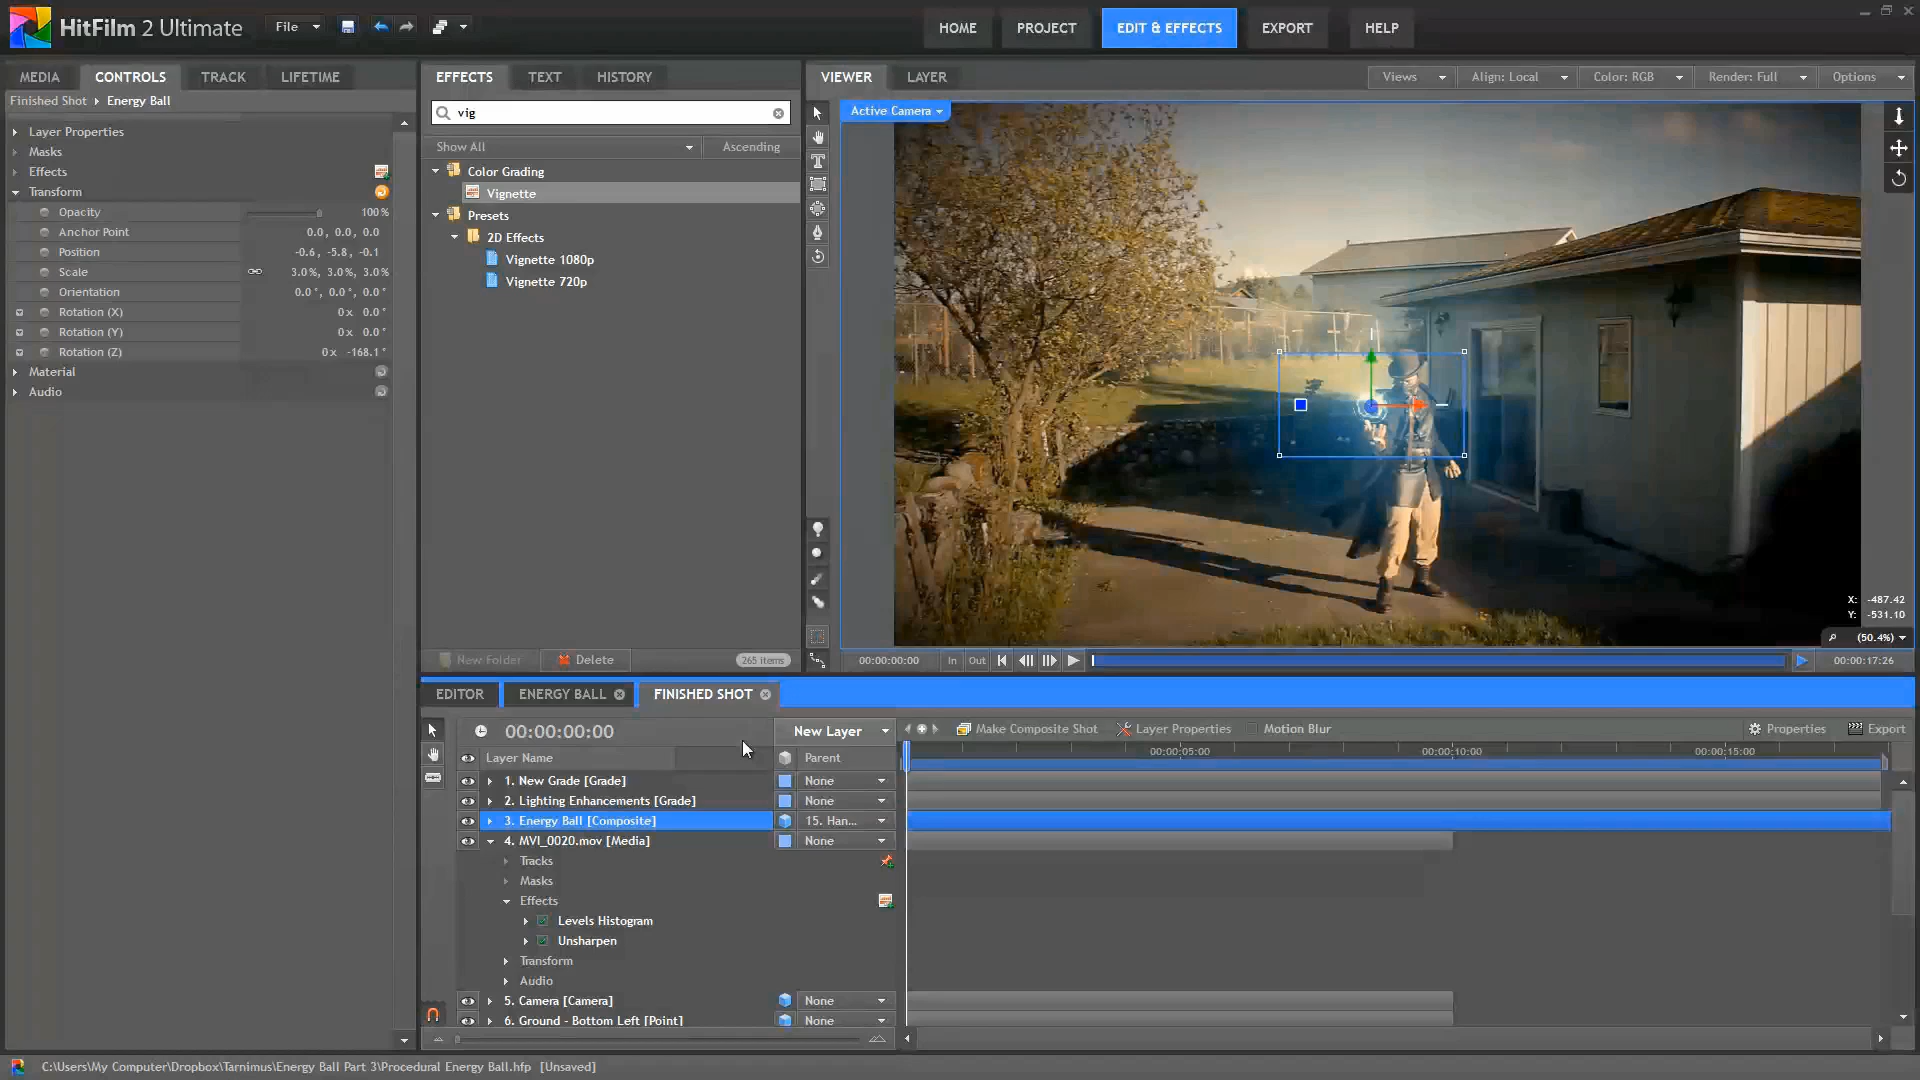 HitFilm 2 Ultimate
File
HOME
PROJECT
EDIT & EFFECTS
EXPORT
HELP
MEDIA
CONTROLS
TRACK
LIFETIME
Finished Shot
Energy Ball
Layer Properties
Masks
Effects
Transform
Opacity
100%
Anchor Point
0.0, 0.0, 0.0
Position
-0.6, -5.8, -0.1
Scale
3.0%, 3.0%, 3.0%
Orientation
0.0°, 0.0°, 0.0°
Rotation (X)
0x 0.0°
Rotation (Y)
0x 0.0°
Rotation (Z)
0x -168.1°
Material
Audio
EFFECTS
TEXT
HISTORY
vig
Show All
Ascending
Color Grading
Vignette
Presets
2D Effects
Vignette 1080p
Vignette 720p
New Folder
Delete
265 items
VIEWER
LAYER
Views
Align: Local
Color: RGB
Render: Full
Options
Active Camera
X: -487.42
Y: -531.10
(50.4%)
00:00:00:00
In
Out
00:00:17:26
EDITOR
ENERGY BALL
FINISHED SHOT
00:00:00:00
New Layer
Make Composite Shot
Layer Properties
Motion Blur
Properties
Export
Layer Name
Parent
00:00:05:00
00:00:10:00
00:00:15:00
1. New Grade [Grade]
None
2. Lighting Enhancements [Grade]
None
3. Energy Ball [Composite]
15. Han...
4. MVI_0020.mov [Media]
None
Tracks
Masks
Effects
Levels Histogram
Unsharpen
Transform
Audio
5. Camera [Camera]
None
6. Ground - Bottom Left [Point]
None
C:\Users\My Computer\Dropbox\Tarnimus\Energy Ball Part 3\Procedural Energy Ball.hfp [Unsaved]